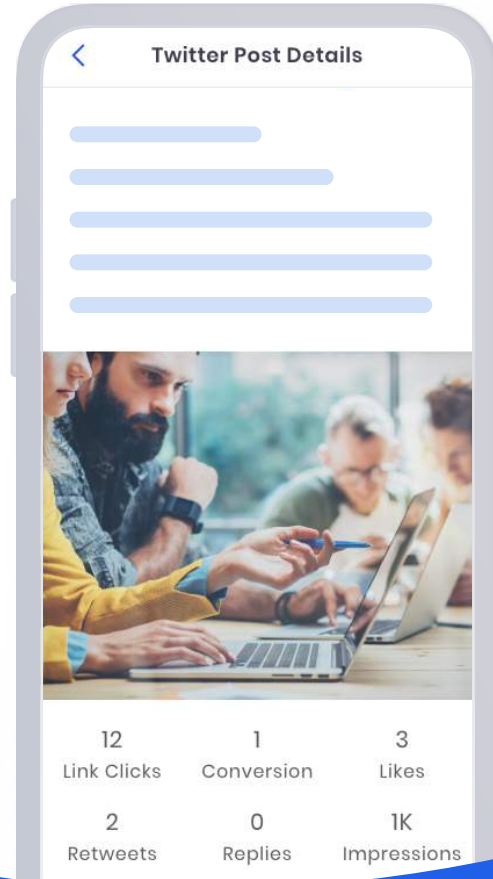 Twitter Post Details
12 1 3
Link Clicks Conversion Likes
2 0 1K
Retweets Replies Impressions